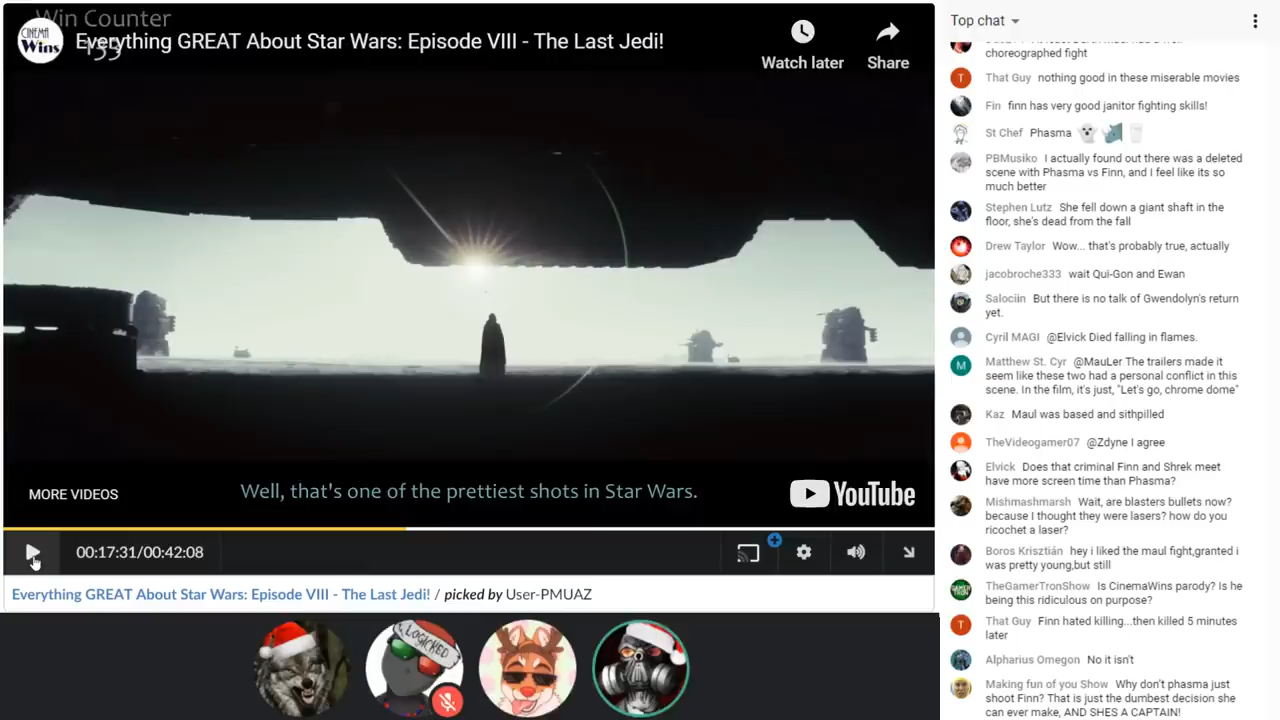 Win Counter
133
CINEMA
Wins
Everything GREAT About Star Wars: Episode VIII - The Last Jedi!
Watch later
Share
Well, that's one of the prettiest shots in Star Wars.
MORE VIDEOS
YouTube
00:17:31/00:42:08
Everything GREAT About Star Wars: Episode VIII - The Last Jedi! / picked by User-PMUAZ
LOGICKED
Top chat
choreographed fight
T That Guy nothing good in these miserable movies
Fin finn has very good janitor fighting skills!
St Chef Phasma
PBMusiko I actually found out there was a deleted
scene with Phasma vs Finn, and I feel like its so
much better
Stephen Lutz She fell down a giant shaft in the
floor, she's dead from the fall
Drew Taylor Wow... that's probably true, actually
jacobroche333 wait Qui-Gon and Ewan
Salociin But there is no talk of Gwendolyn's return
yet.
Cyril MAGI @Elvick Died falling in flames.
M Matthew St. Cyr @MauLer The trailers made it
seem like these two had a personal conflict in this
scene. In the film, it's just, "Let's go, chrome dome"
Kaz Maul was based and sithpilled
TheVideogamer07 @Zdyne I agree
Elvick Does that criminal Finn and Shrek meet
have more screen time than Phasma?
Mishmashmarsh Wait, are blasters bullets now?
because I thought they were lasers? how do you
ricochet a laser?
Boros Krisztián hey i liked the maul fight,granted i
was pretty young,but still
TheGamerTronShow Is CinemaWins parody? Is he
being this ridiculous on purpose?
T That Guy Finn hated killing...then killed 5 minutes
later
Alpharius Omegon No it isn't
Making fun of you Show Why don't phasma just
shoot Finn? That is just the dumbest decision she
can ever make, AND SHES A CAPTAIN!